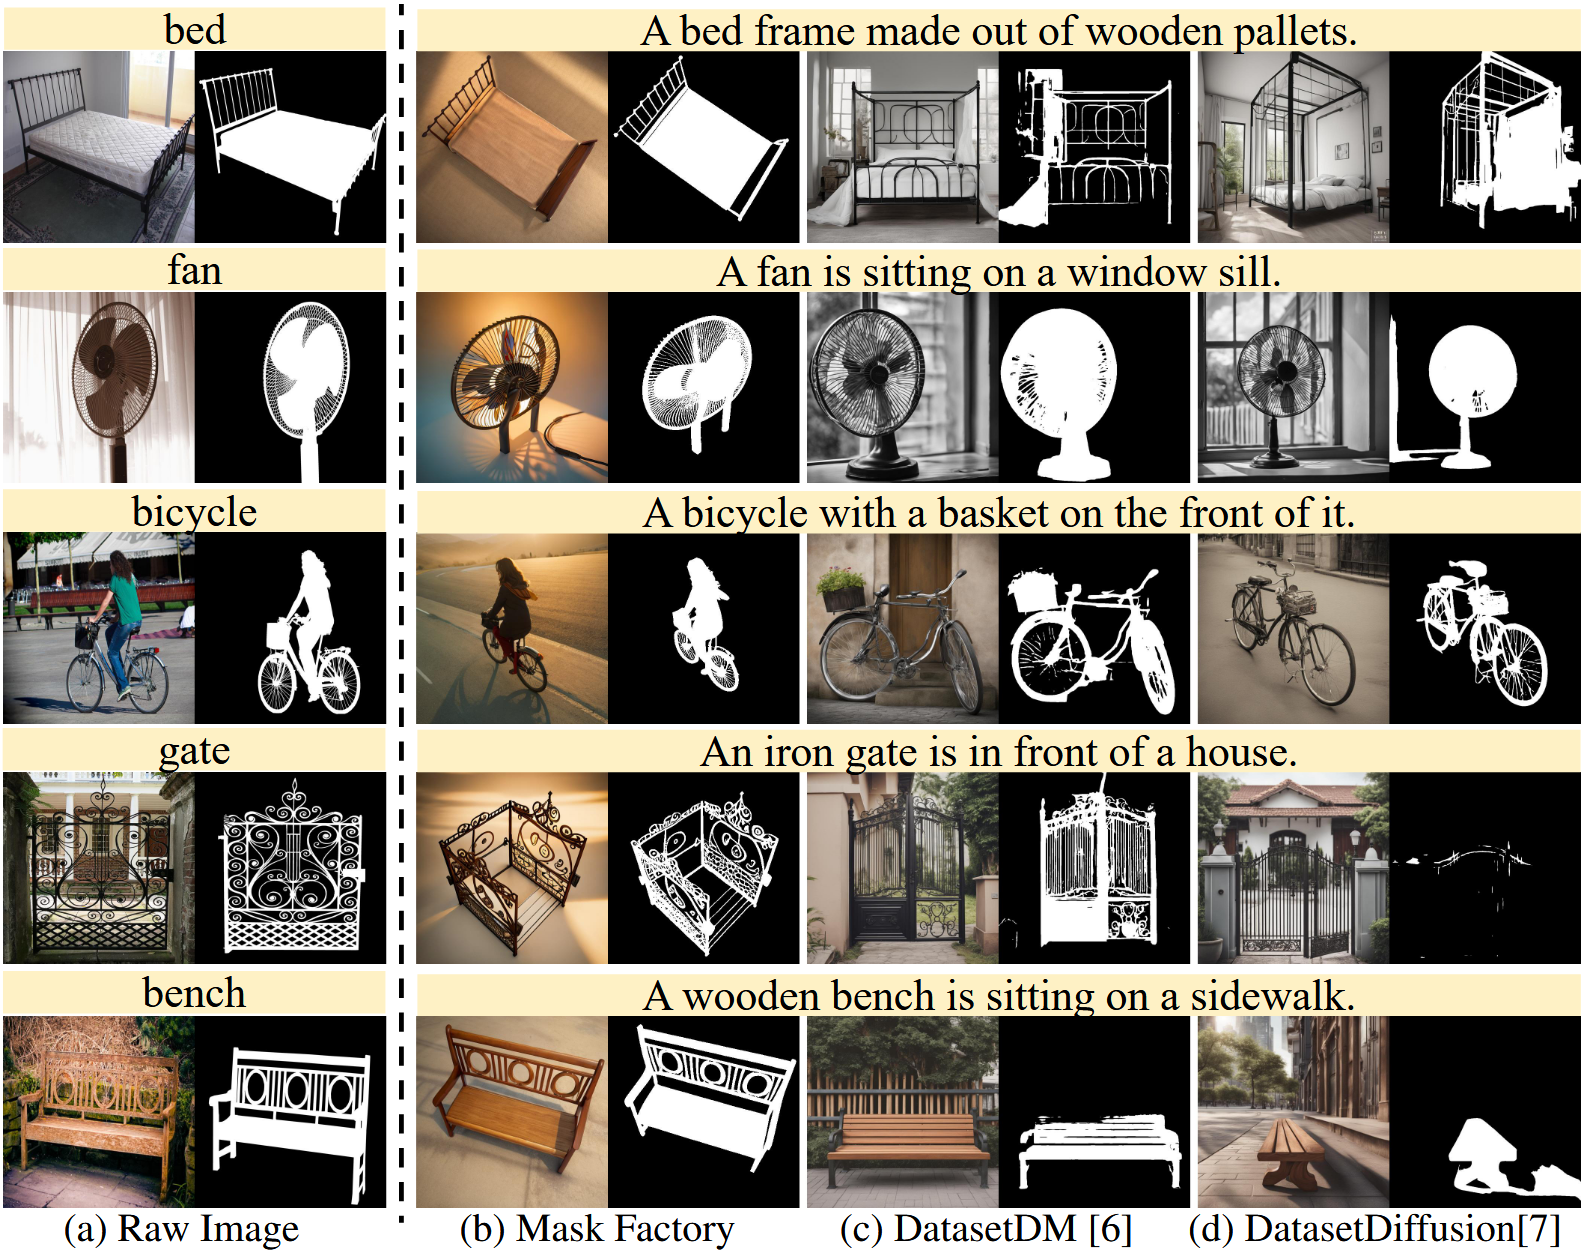 bed
A bed frame made out of wooden pallets.
fan
A fan is sitting on a window sill.
bicycle
A bicycle with a basket on the front of it.
gate
An iron gate is in front of a house.
bench
A wooden bench is sitting on a sidewalk.
(a) Raw Image
(b) Mask Factory
(c) DatasetDM [6]
(d) DatasetDiffusion[7]